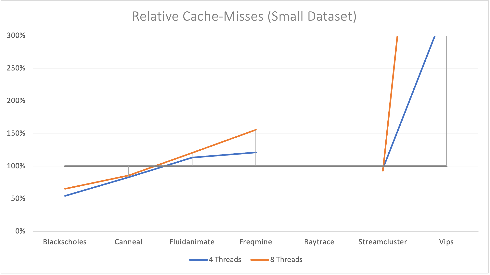 Relative Cache-Misses (Small Dataset)
300%
250%
200%
150%
100%
50%
0%
Blackscholes Canneal Fluidanimate Freqmine Raytrace Streamcluster Vips
4 Threads 8 Threads